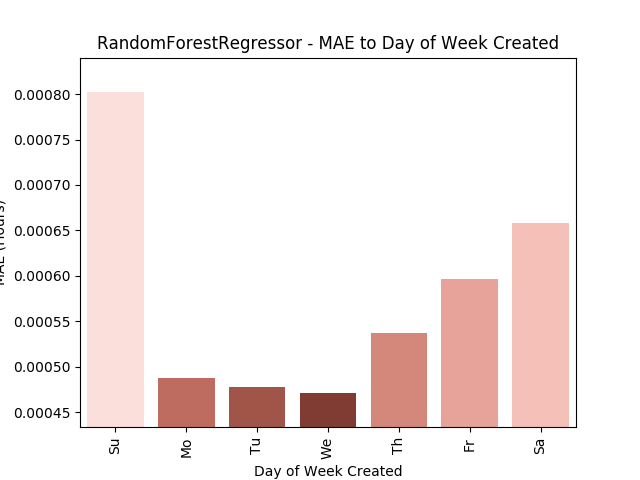 RandomForestRegressor - MAE to Day of Week Created
0.00080
0.00075
0.00070
0.00065
0.00060
0.00055
0.00050
0.00045
MAE (Hours)
Su
Mo
Tu
We
Th
Fr
Sa
Day of Week Created